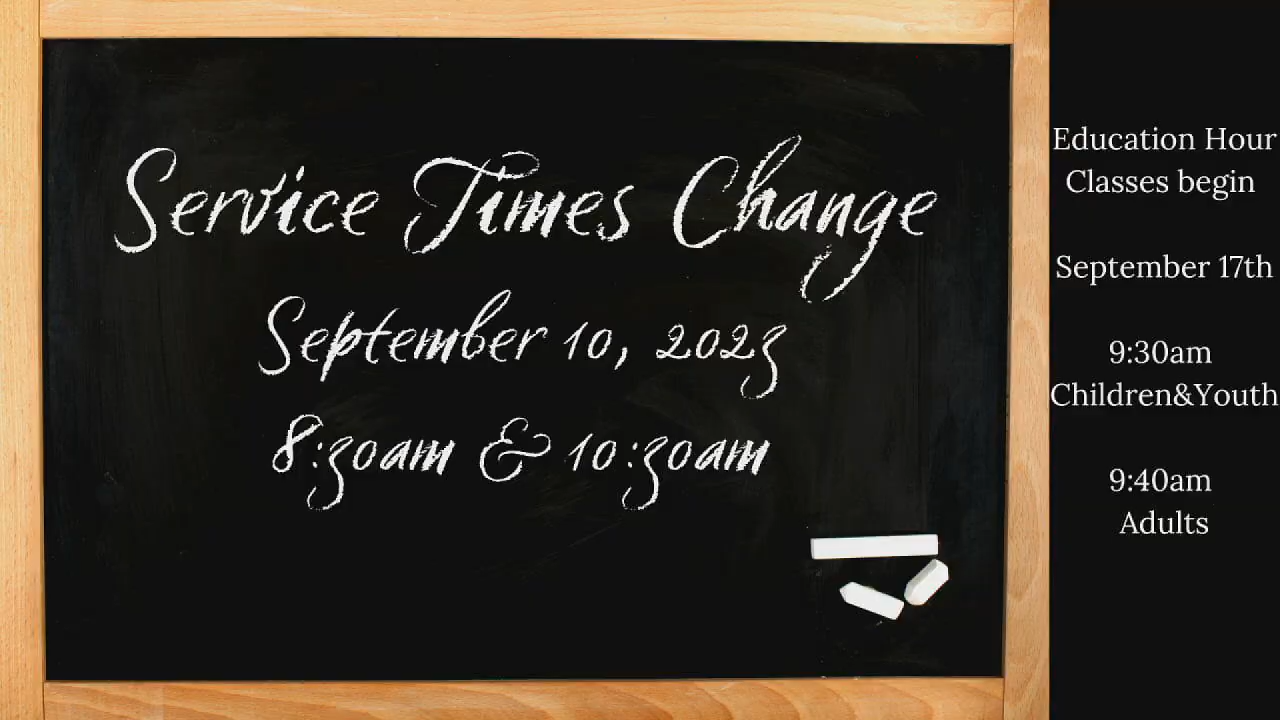 Service Times Change
September 10, 2023
8:30am & 10:30am
Education Hour
Classes begin
September 17th
9:30am
Children&Youth
9:40am
Adults